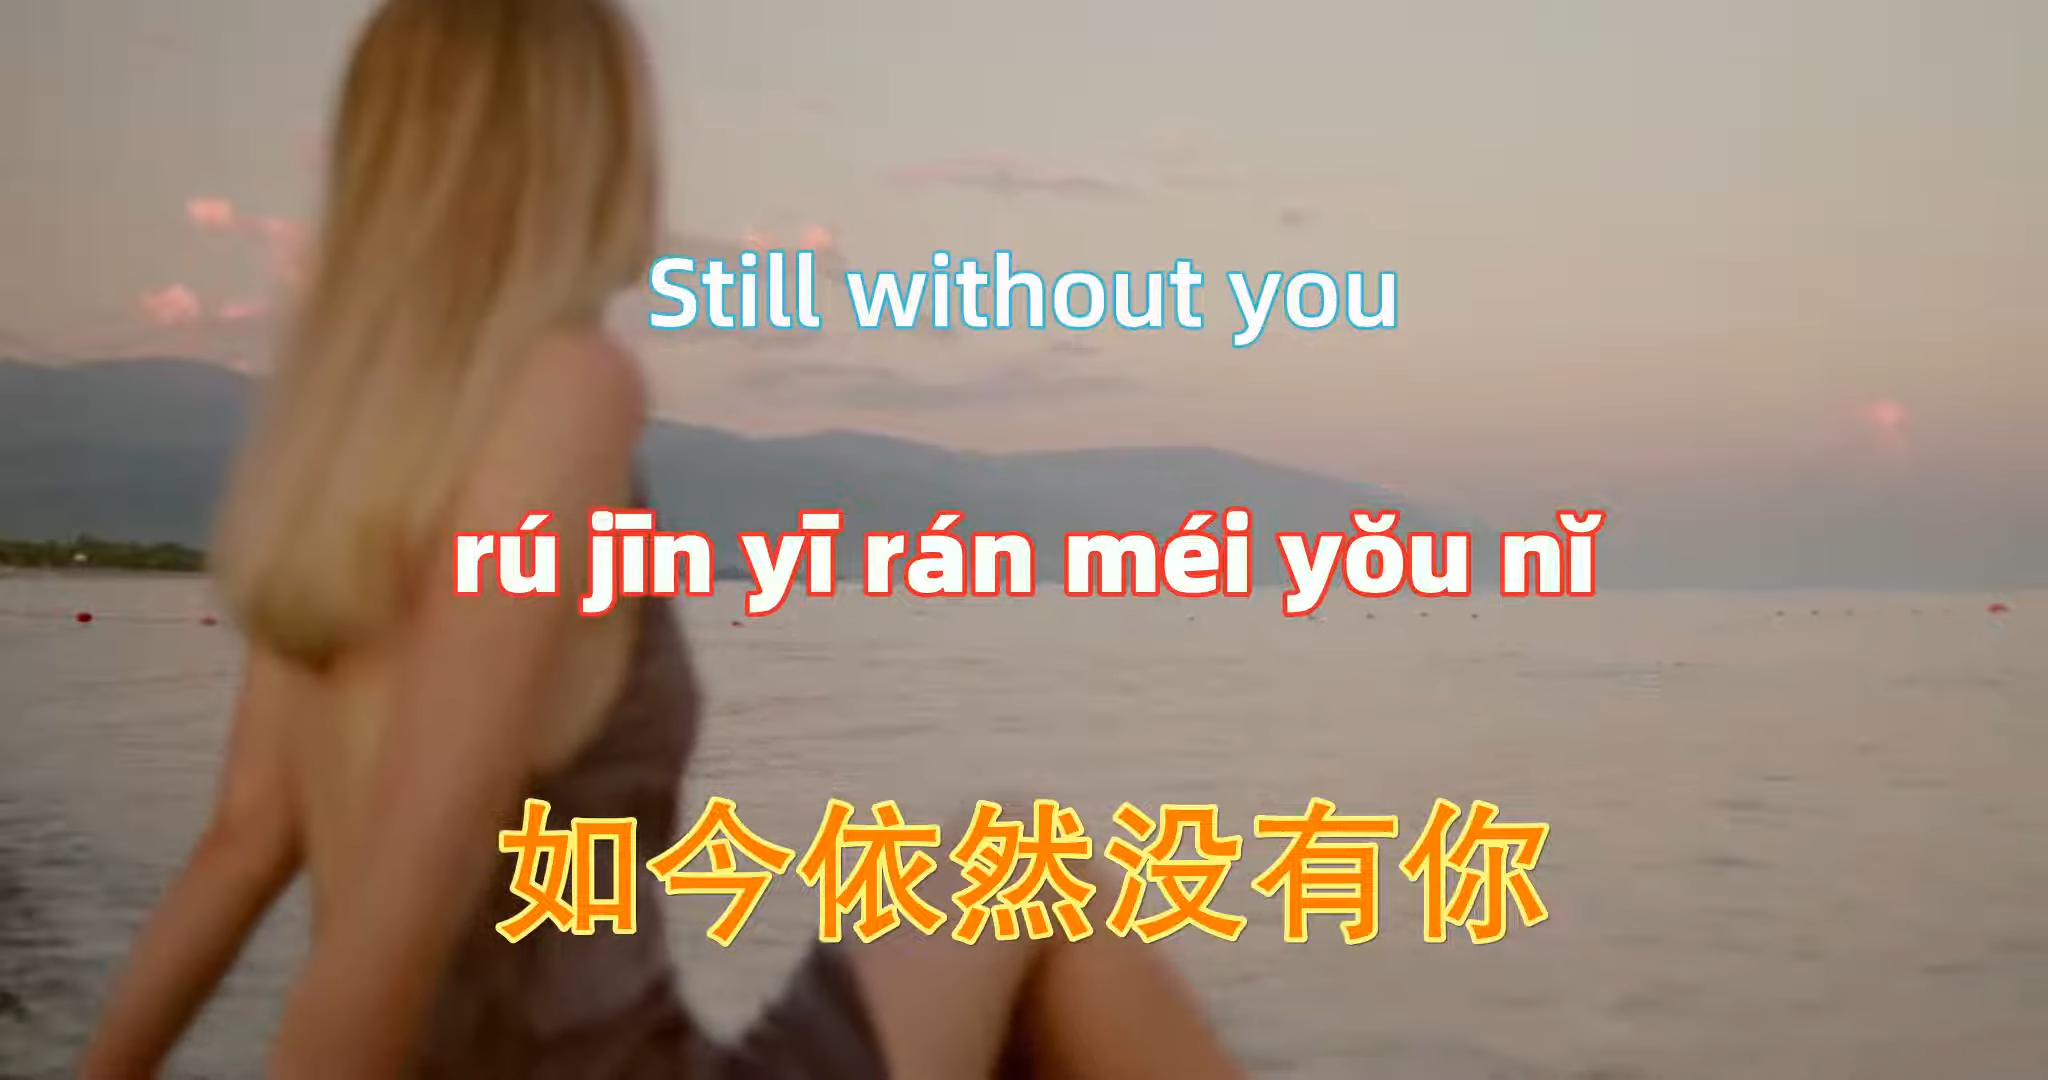 Still without you
rú jīn yī rán méi yǒu nǐ
如今依然没有你